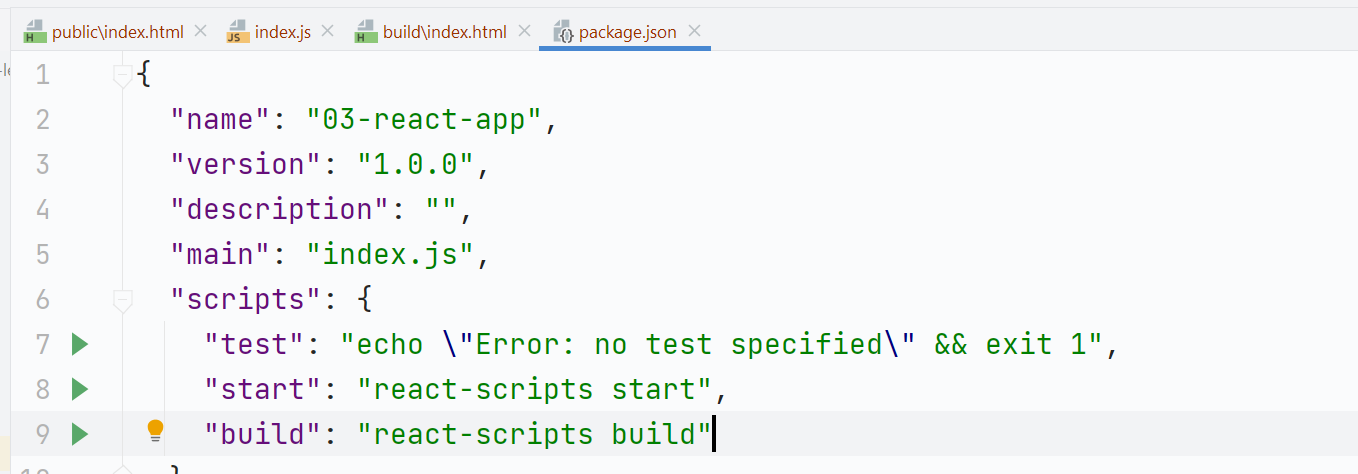 public\index.html index.js build\index.html package.json
1 {
2 "name": "03-react-app",
3 "version": "1.0.0",
4 "description": "",
5 "main": "index.js",
6 "scripts": {
7 "test": "echo \"Error: no test specified\" && exit 1",
8 "start": "react-scripts start",
9 "build": "react-scripts build"
}